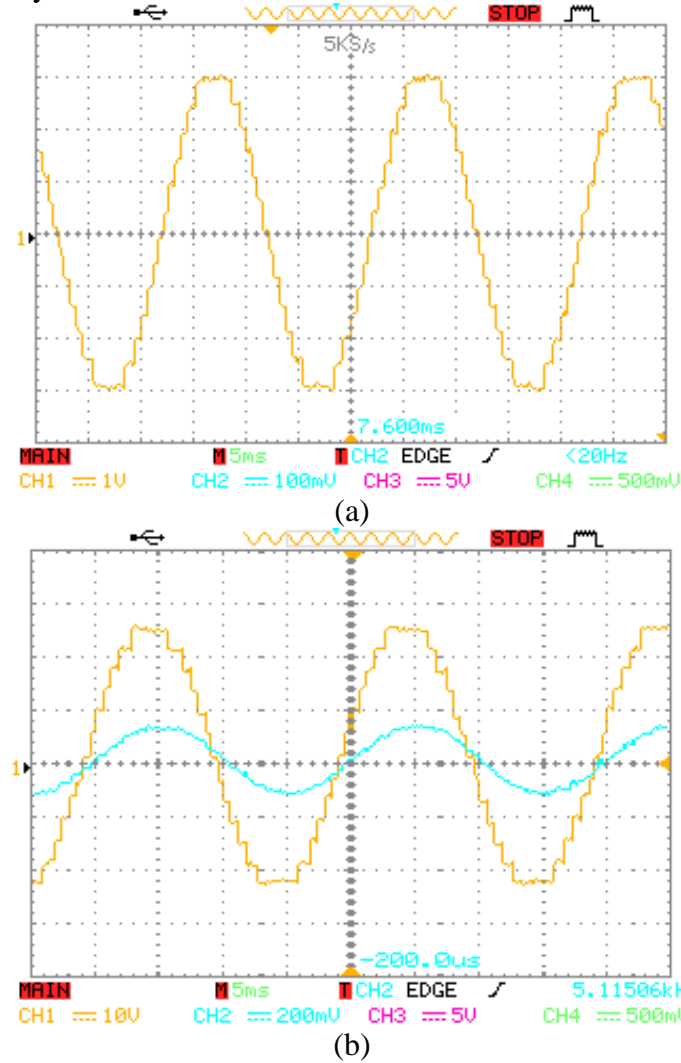 STOP
5KS/s
1
7.600ms
MAIN M 5ms T CH2 EDGE <20Hz
CH1 1V CH2 100mV CH3 5V CH4 500mV
(a)
STOP
1
-200.0us
MAIN M 5ms T CH2 EDGE 5.11506kH
CH1 10V CH2 200mV CH3 5V CH4 500mV
(b)